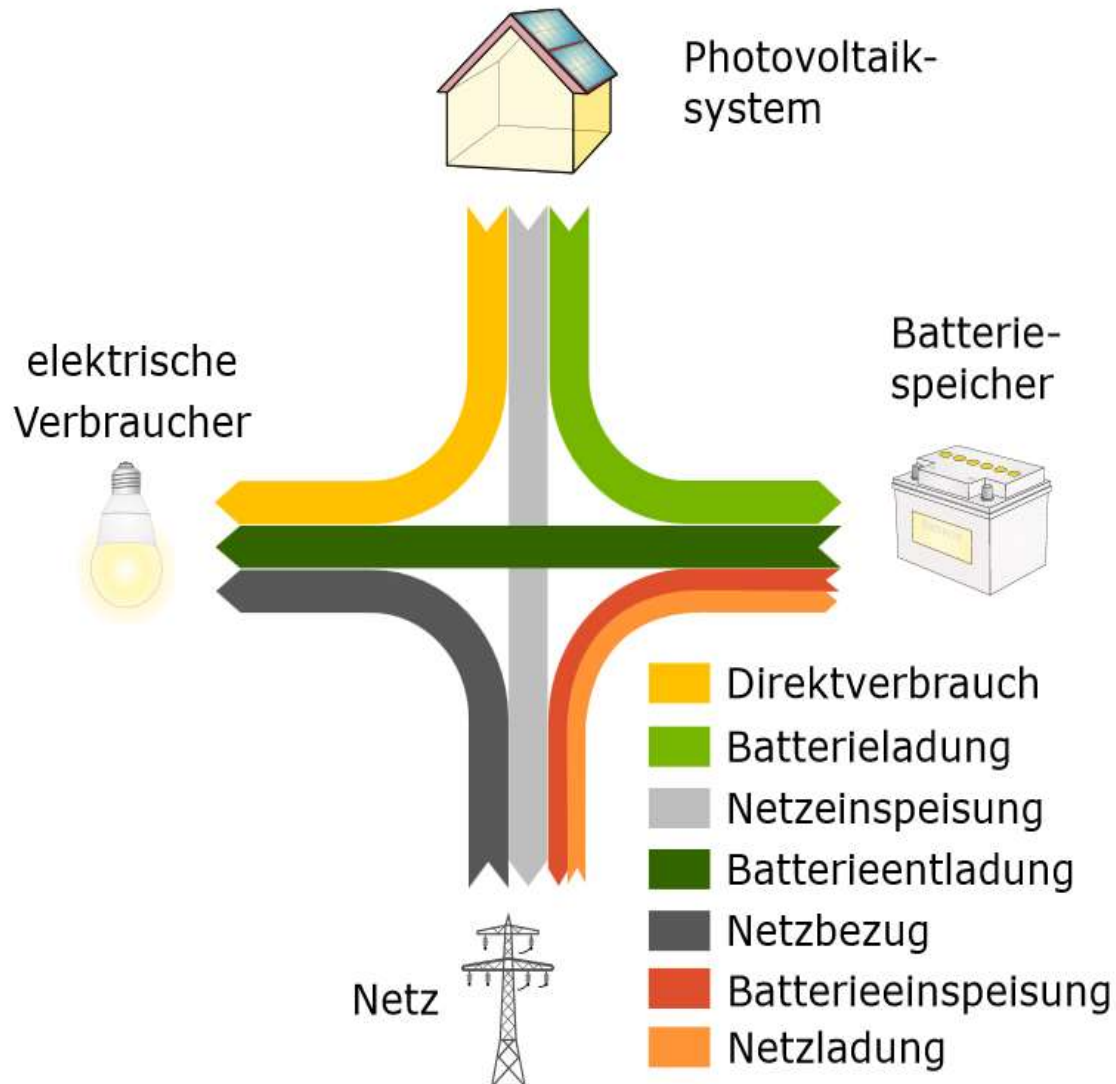 Photovoltaik-
system
elektrische
Verbraucher
Batterie-
speicher
Direktverbrauch
Batterieladung
Netzeinspeisung
Batterieentladung
Netzbezug
Batterieeinspeisung
Netzladung
Netz